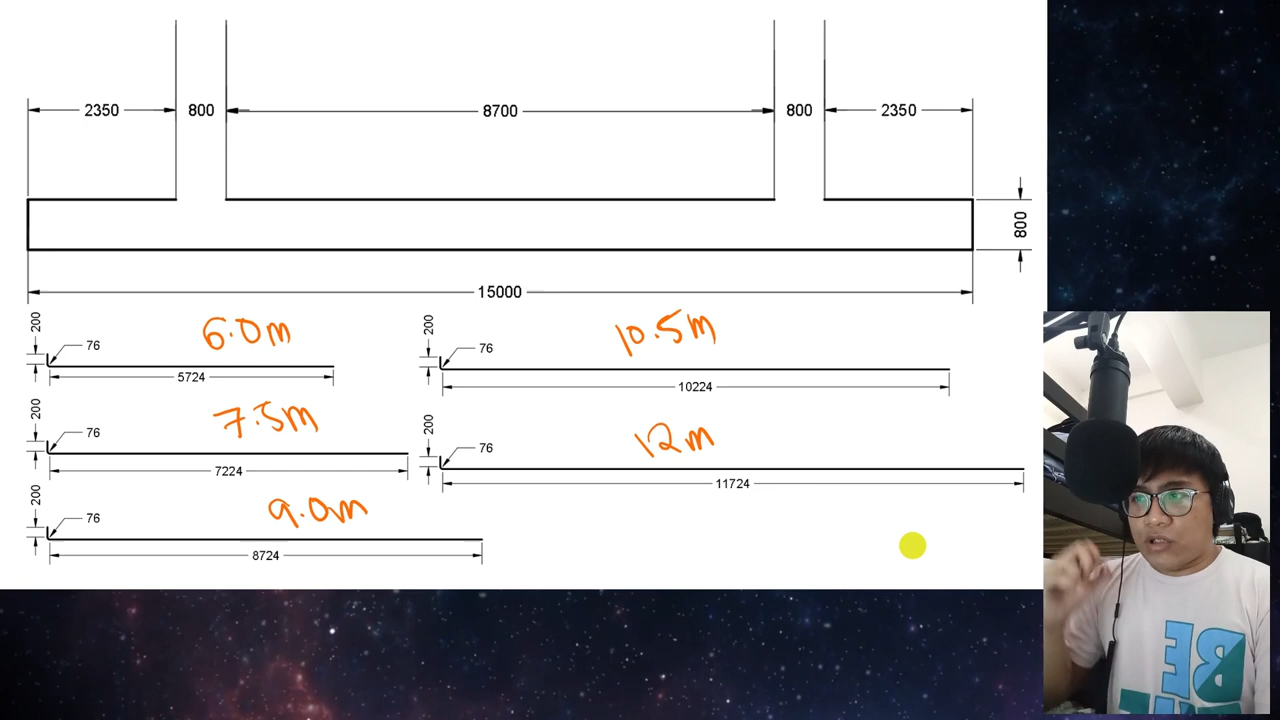 2350 800 8700 800 2350
800
15000
200 76 6.0m
5724
200 76 10.5m
10224
200 76 7.5m
7224
200 76 12m
11724
200 76 9.0m
8724
BE